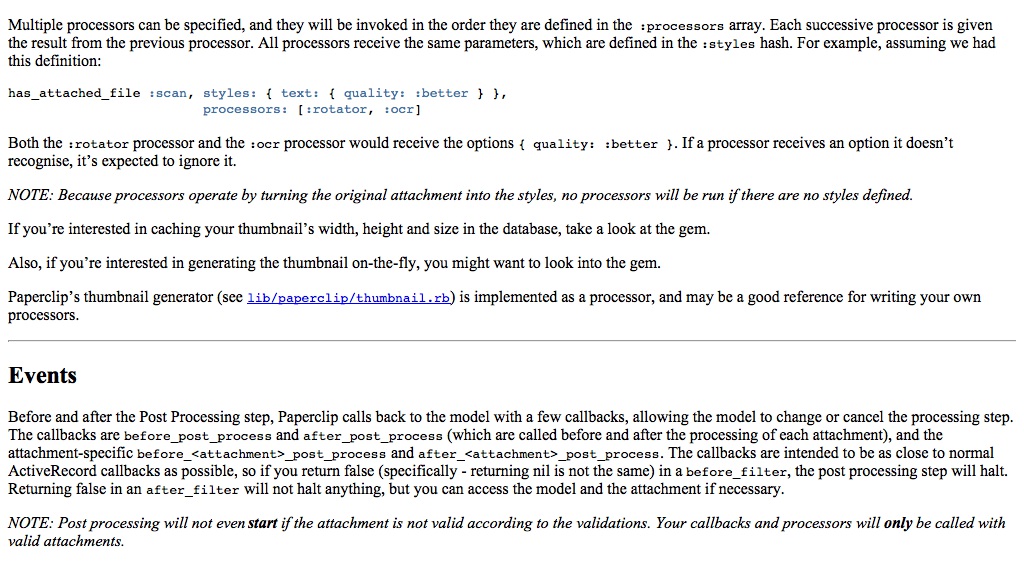 Multiple processors can be specified, and they will be invoked in the order they are defined in the :processors array. Each successive processor is given
the result from the previous processor. All processors receive the same parameters, which are defined in the :styles hash. For example, assuming we had
this definition:
has_attached_file :scan, styles: { text: { quality: :better } },
processors: [:rotator, :ocr]
Both the :rotator processor and the :ocr processor would receive the options { quality: :better }. If a processor receives an option it doesn’t
recognise, it’s expected to ignore it.
NOTE: Because processors operate by turning the original attachment into the styles, no processors will be run if there are no styles defined.
If you’re interested in caching your thumbnail’s width, height and size in the database, take a look at the gem.
Also, if you’re interested in generating the thumbnail on-the-fly, you might want to look into the gem.
Paperclip’s thumbnail generator (see lib/paperclip/thumbnail.rb) is implemented as a processor, and may be a good reference for writing your own
processors.
Events
Before and after the Post Processing step, Paperclip calls back to the model with a few callbacks, allowing the model to change or cancel the processing step.
The callbacks are before_post_process and after_post_process (which are called before and after the processing of each attachment), and the
attachment-specific before_<attachment>_post_process and after_<attachment>_post_process. The callbacks are intended to be as close to normal
ActiveRecord callbacks as possible, so if you return false (specifically - returning nil is not the same) in a before_filter, the post processing step will halt.
Returning false in an after_filter will not halt anything, but you can access the model and the attachment if necessary.
NOTE: Post processing will not even start if the attachment is not valid according to the validations. Your callbacks and processors will only be called with
valid attachments.